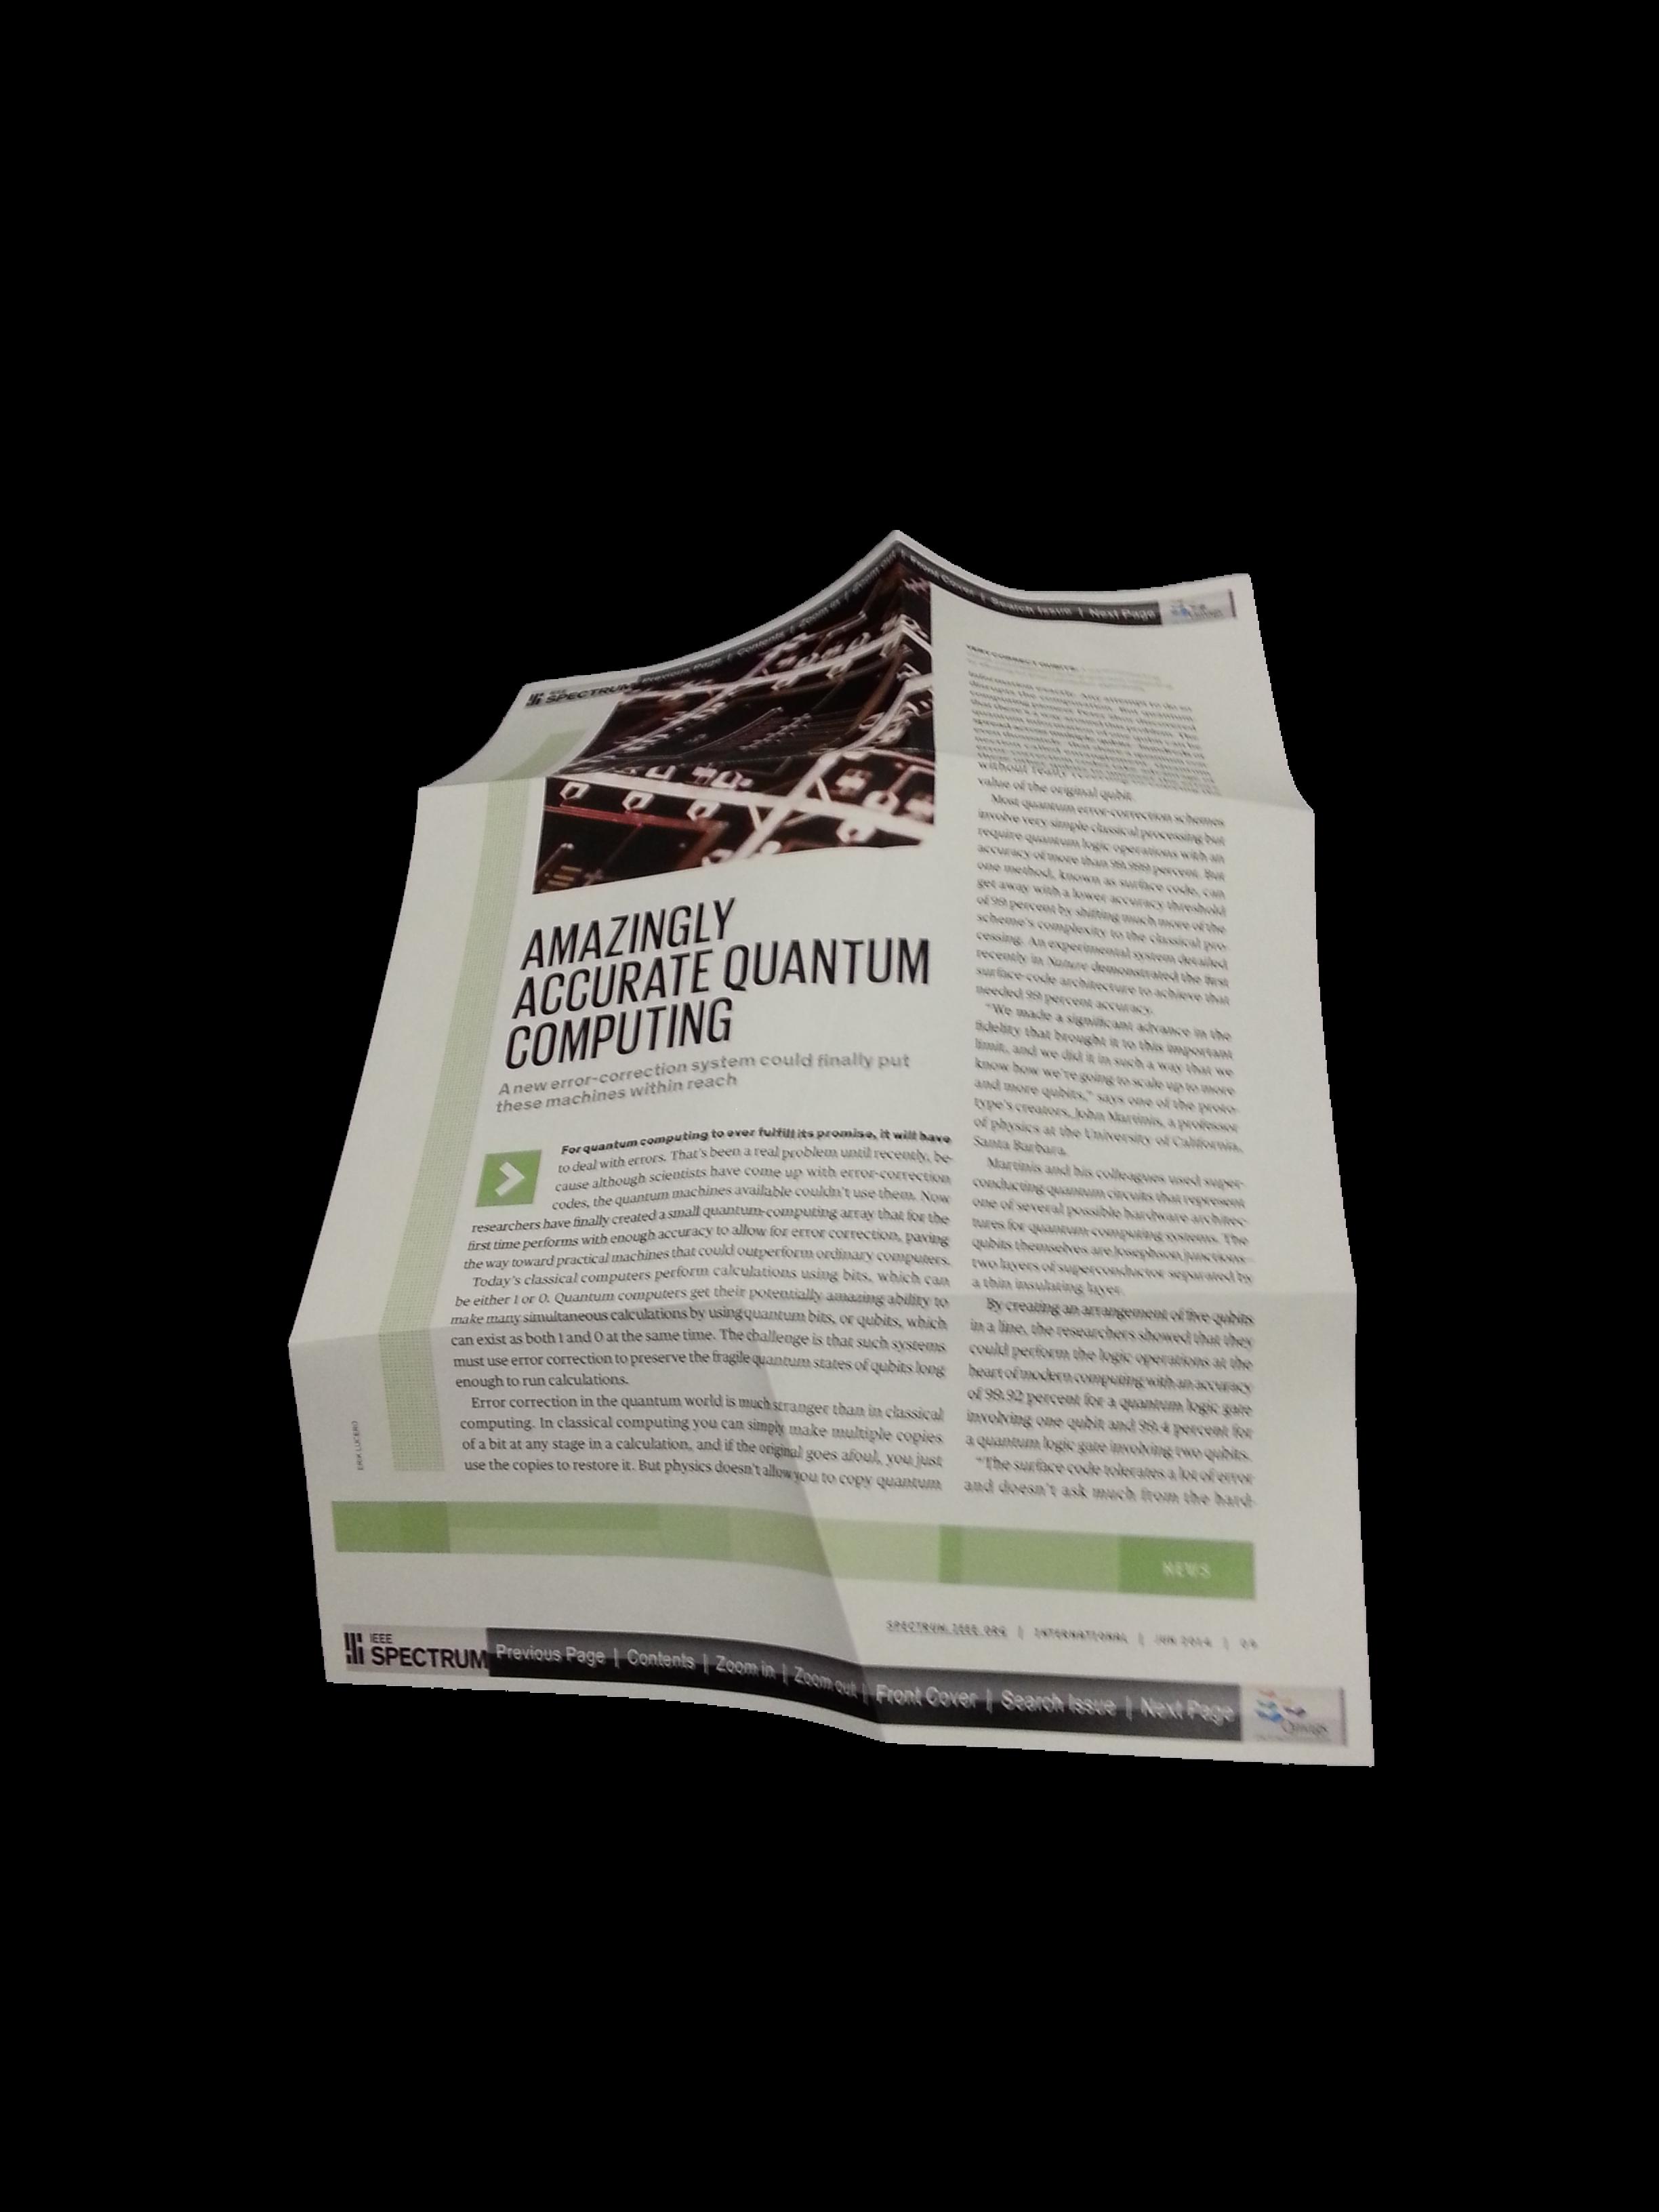 IEEE
SPECTRUM
Previous Page | Contents | Zoom in | Zoom out | Front Cover | Search Issue | Next Page
AMAZINGLY
ACCURATE QUANTUM
COMPUTING
A new error-correction system could finally put
these machines within reach
For quantum computing to ever fulfill its promise, it will have
to deal with errors. That's been a real problem until recently, be-
cause although scientists have come up with error-correction
codes, the quantum machines available couldn't use them. Now
researchers have finally created a small quantum-computing array that for the
first time performs with enough accuracy to allow for error correction, paving
the way toward practical machines that could outperform ordinary computers.
Today's classical computers perform calculations using bits, which can
be either 1 or 0. Quantum computers get their potentially amazing ability to
make many simultaneous calculations by using quantum bits, or qubits, which
can exist as both 1 and 0 at the same time. The challenge is that such systems
must use error correction to preserve the fragile quantum states of qubits long
enough to run calculations.
Error correction in the quantum world is much stranger than in classical
computing. In classical computing you can simply make multiple copies
of a bit at any stage in a calculation, and if the original goes afoul, you just
use the copies to restore it. But physics doesn't allow you to copy quantum
without really
value of the original qubit.
Most quantum error-correction schemes
involve very simple classical processing but
require quantum logic operations with an
accuracy of more than 99.999 percent. But
one method, known as surface code, can
get away with a lower accuracy threshold
of 99 percent by shifting much more of the
scheme's complexity to the classical pro-
cessing. An experimental system detailed
recently in Nature demonstrated the first
surface-code architecture to achieve that
needed 99 percent accuracy.
"We made a significant advance in the
fidelity that brought it to this important
limit, and we did it in such a way that we
know how we're going to scale up to more
and more qubits," says one of the proto-
type's creators, John Martinis, a professor
of physics at the University of California,
Santa Barbara.
Martinis and his colleagues used super-
conducting quantum circuits that represent
one of several possible hardware architec-
tures for quantum-computing systems. The
qubits themselves are Josephson junctions—
two layers of superconductor separated by
a thin insulating layer.
By creating an arrangement of five qubits
in a line, the researchers showed that they
could perform the logic operations at the
heart of modern computing with an accuracy
of 99.92 percent for a quantum logic gate
involving one qubit and 99.4 percent for
a quantum logic gate involving two qubits.
"The surface code tolerates a lot of error
and doesn't ask much from the hard-
ERIK LUCERO
NEWS
SPECTRUM.IEEE.ORG | INTERNATIONAL | JUN 2014 |
IEEE
SPECTRUM
Previous Page | Contents | Zoom in | Zoom out | Front Cover | Search Issue | Next Page
Qmags